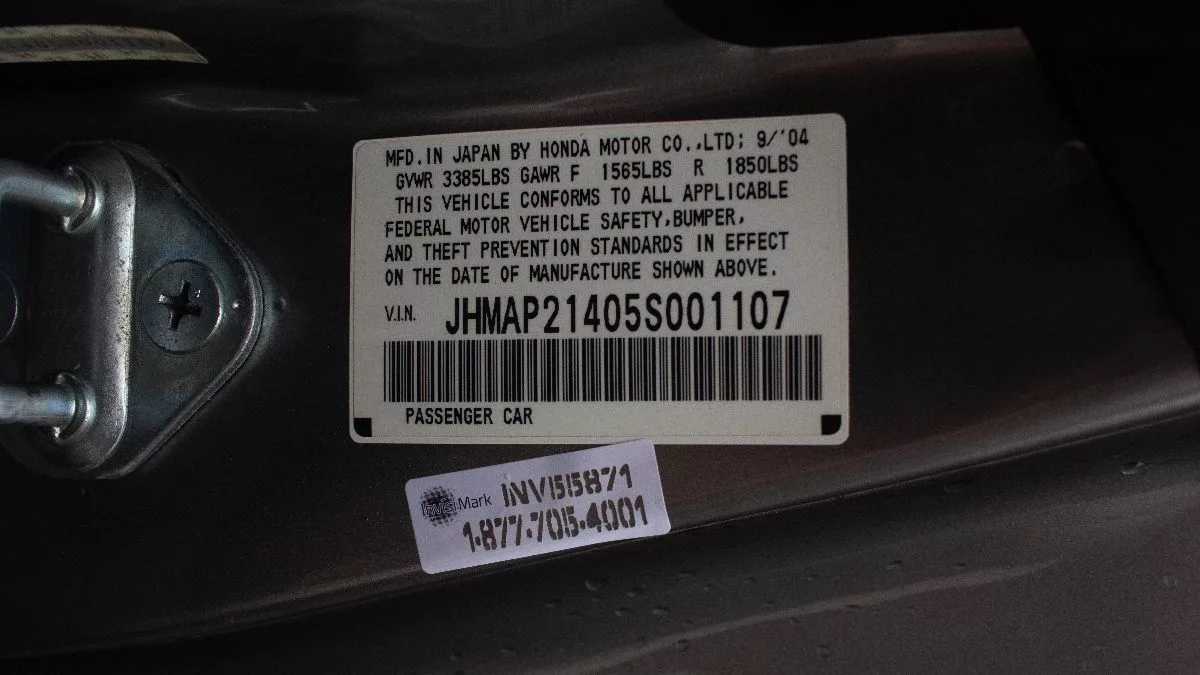 MFD.IN JAPAN BY HONDA MOTOR CO.,LTD; 9/'04
GVWR 3385LBS GAWR F 1565LBS R 1850LBS
THIS VEHICLE CONFORMS TO ALL APPLICABLE
FEDERAL MOTOR VEHICLE SAFETY,BUMPER,
AND THEFT PREVENTION STANDARDS IN EFFECT
ON THE DATE OF MANUFACTURE SHOWN ABOVE.
V.I.N. JHMAP21405S001107
PASSENGER CAR
Mark iNV55871
1·877·705·4001